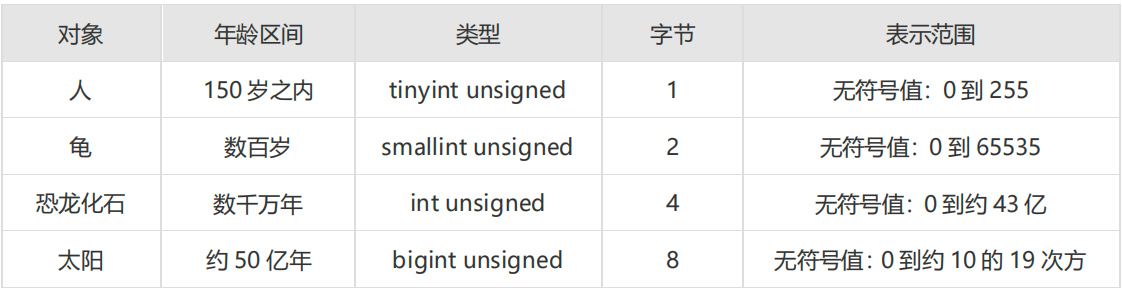 对象 年龄区间 类型 字节 表示范围
人 150 岁之内 tinyint unsigned 1 无符号值：0 到 255
龟 数百岁 smallint unsigned 2 无符号值：0 到 65535
恐龙化石 数千万年 int unsigned 4 无符号值：0 到约 43 亿
太阳 约 50 亿年 bigint unsigned 8 无符号值：0 到约 10 的 19 次方